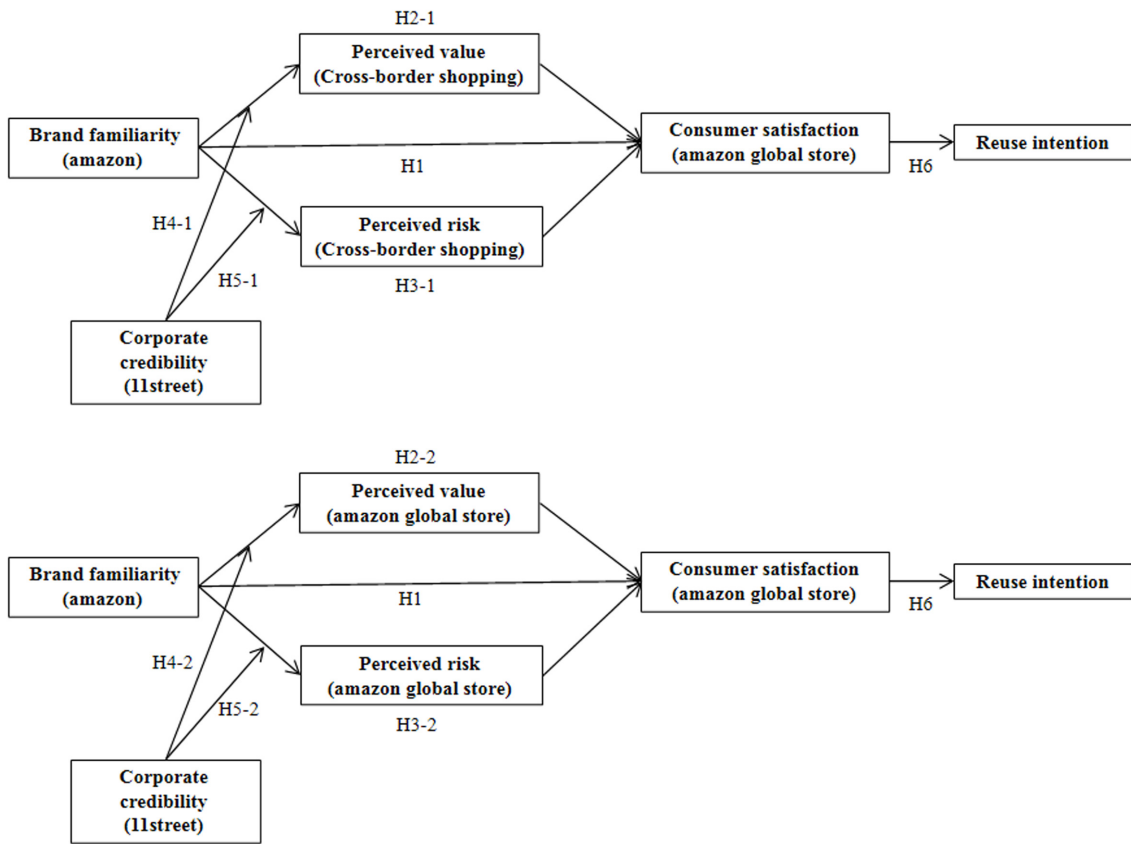 H2-1
Perceived value
(Cross-border shopping)
Brand familiarity
(amazon)
H1
Consumer satisfaction
(amazon global store)
H6
Reuse intention
H4-1
Perceived risk
(Cross-border shopping)
H5-1
H3-1
Corporate
credibility
(11street)
H2-2
Perceived value
(amazon global store)
Brand familiarity
(amazon)
H1
Consumer satisfaction
(amazon global store)
H6
Reuse intention
H4-2
Perceived risk
(amazon global store)
H5-2
H3-2
Corporate
credibility
(11street)